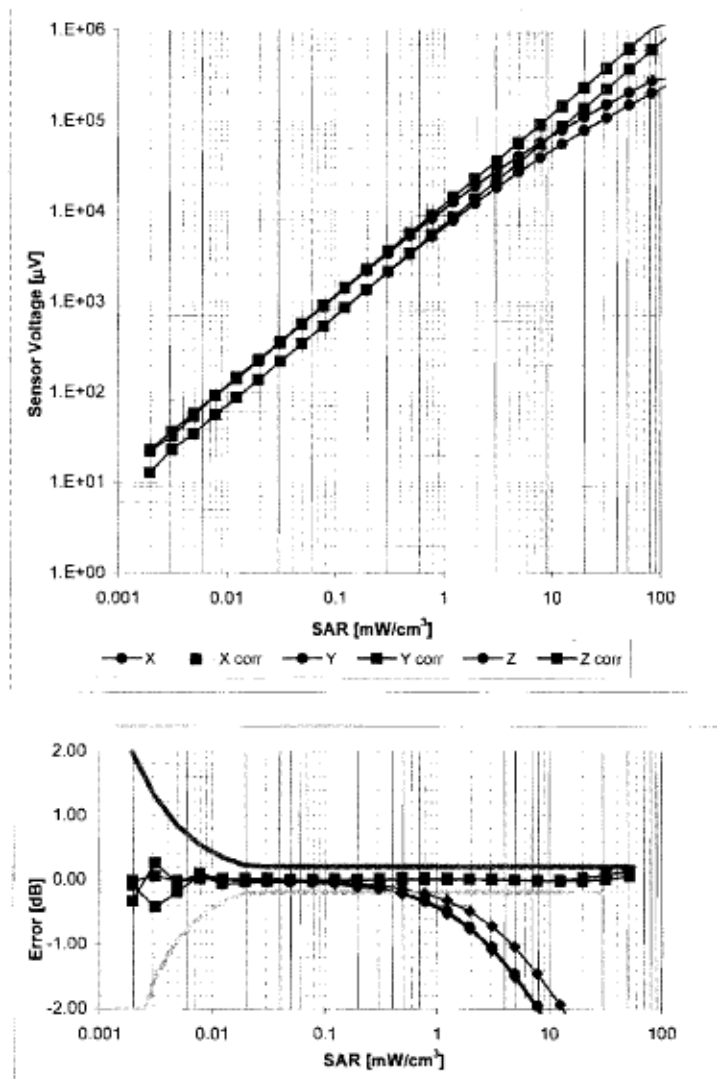 1.E+06
1.E+05
1.E+04
1.E+03
1.E+02
1.E+01
1.E+00
Sensor Voltage [µV]
0.001 0.01 0.1 1 10 100
SAR [mW/cm³]
X X corr Y Y corr Z Z corr
2.00
1.00
0.00
-1.00
-2.00
Error [dB]
0.001 0.01 0.1 1 10 100
SAR [mW/cm³]